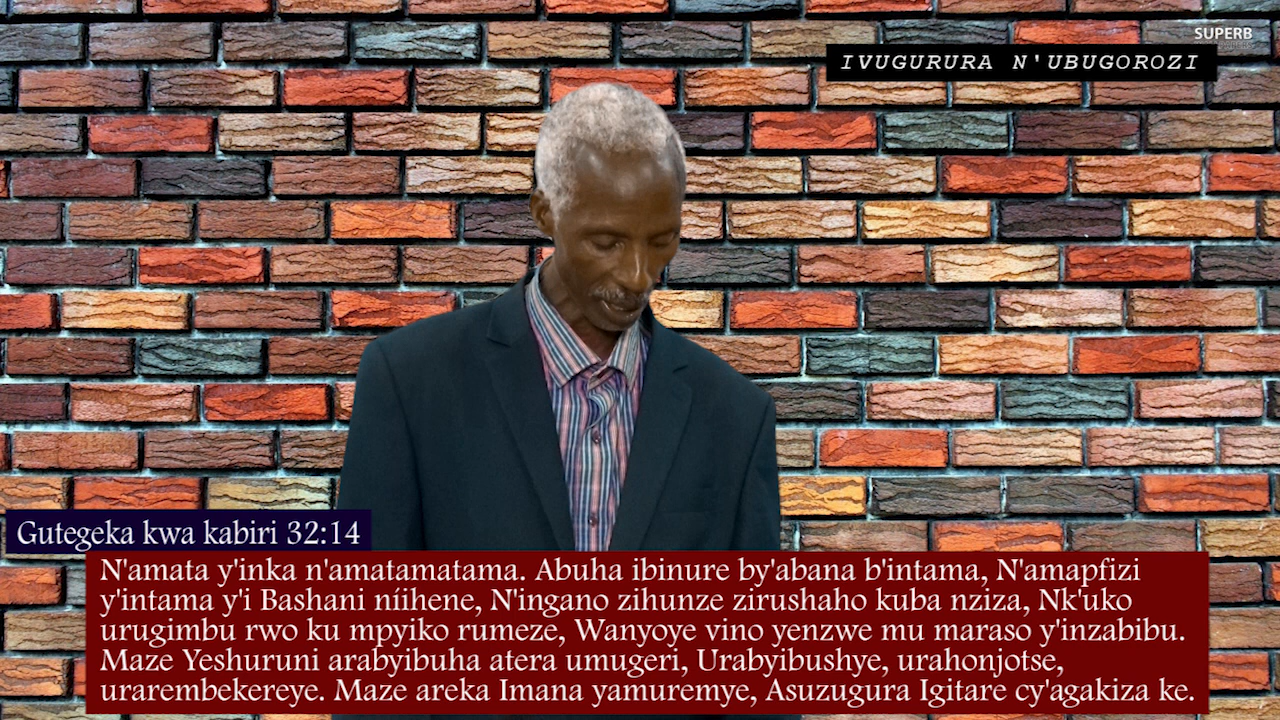 SUPERB
IVUGURURA N'UBUGOROZI
Gutegeka kwa kabiri 32:14
N'amata y'inka n'amatamatama. Abuha ibinure by'abana b'intama, N'amapfizi
y'intama y'i Bashani níihene, N'ingano zihunze zirushaho kuba nziza, Nk'uko
urugimbu rwo ku mpyiko rumeze, Wanyoye vino yenzwe mu maraso y'inzabibu.
Maze Yeshuruni arabyibuha atera umugeri, Urabyibushye, urahonjotse,
urarembekereye. Maze areka Imana yamuremye, Asuzugura Igitare cy'agakiza ke.